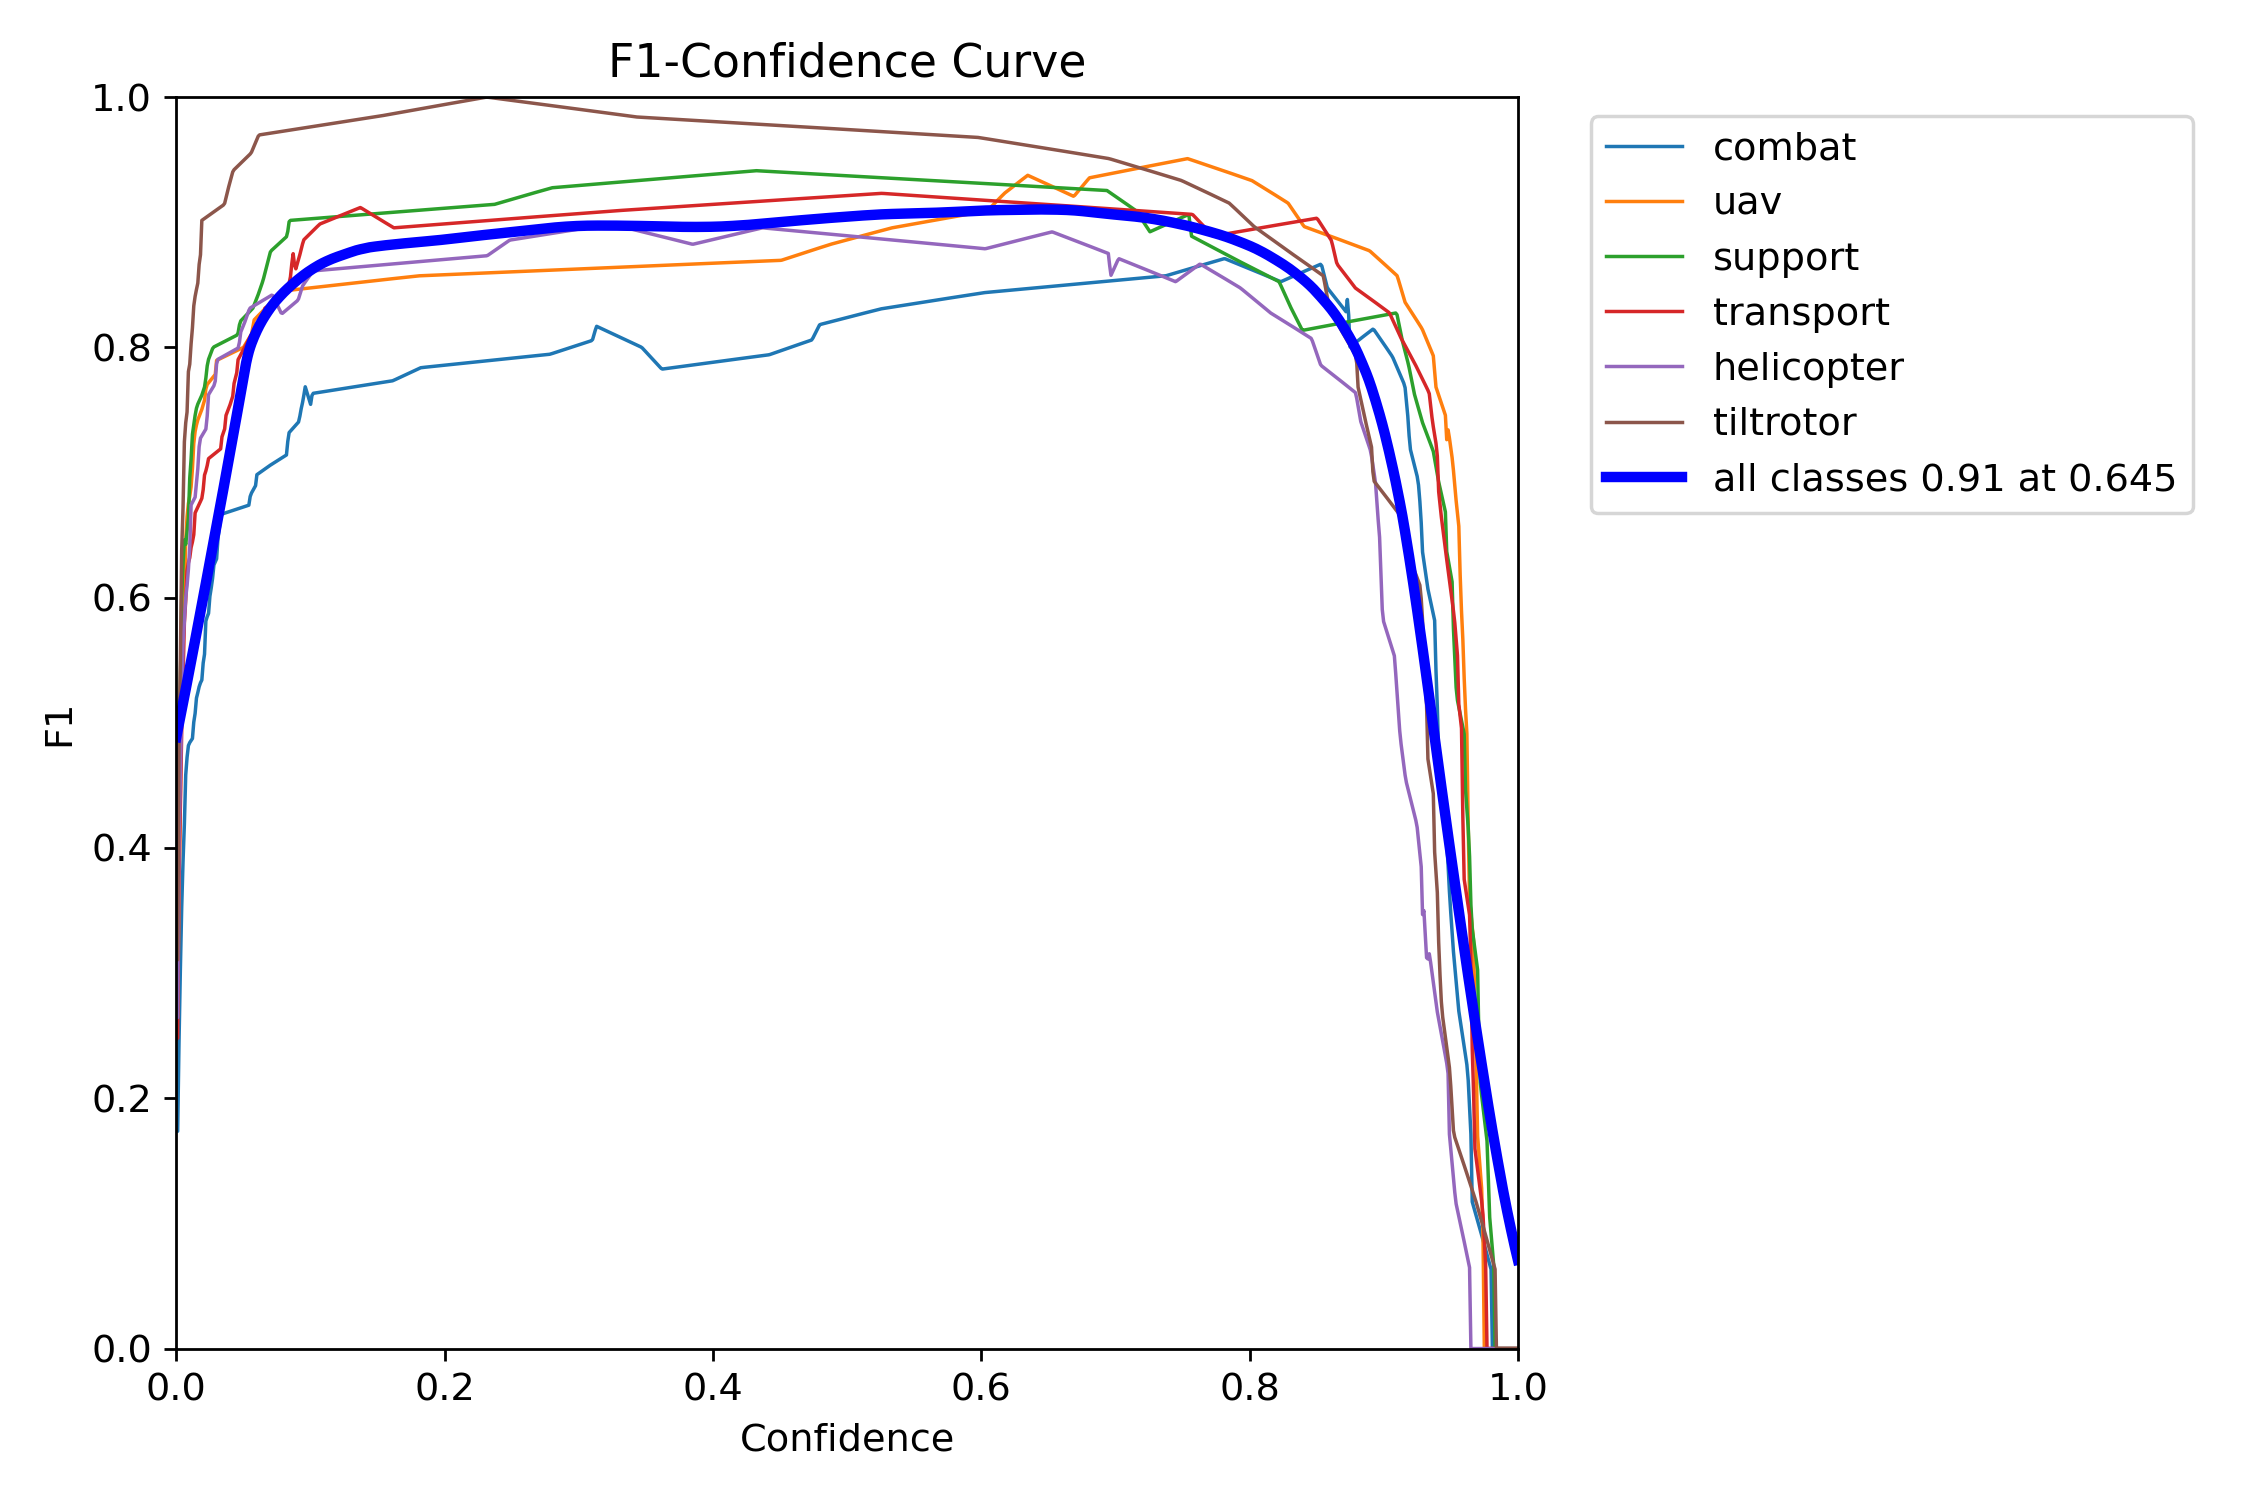 F1-Confidence Curve
1.0
0.8
0.6
0.4
0.2
0.0
F1
0.0 0.2 0.4 0.6 0.8 1.0
Confidence
combat
uav
support
transport
helicopter
tiltrotor
all classes 0.91 at 0.645